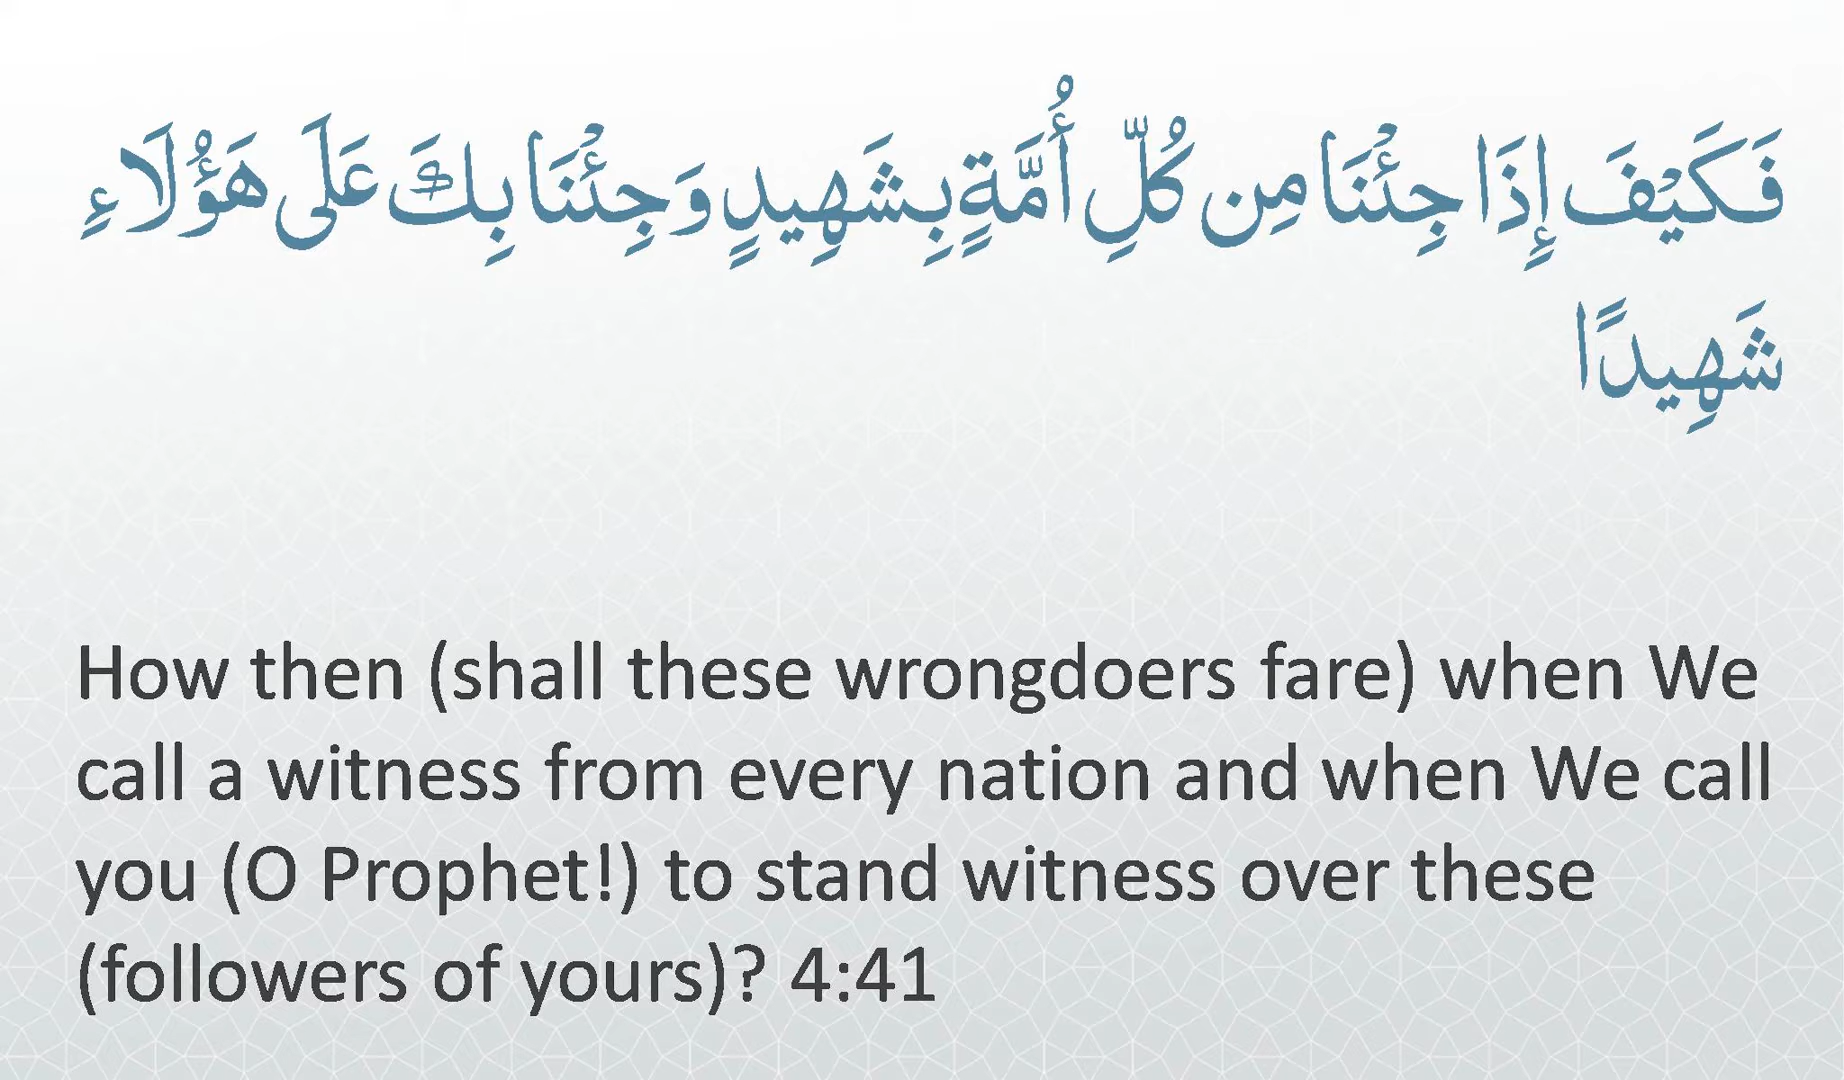 فَكَيْفَ إِذَا جِئْنَا مِن كُلِّ أُمَّةٍ بِشَهِيدٍ وَجِئْنَا بِكَ عَلَى هَؤُلَاءِ
شَهِيدًا
How then (shall these wrongdoers fare) when We
call a witness from every nation and when We call
you (O Prophet!) to stand witness over these
(followers of yours)? 4:41